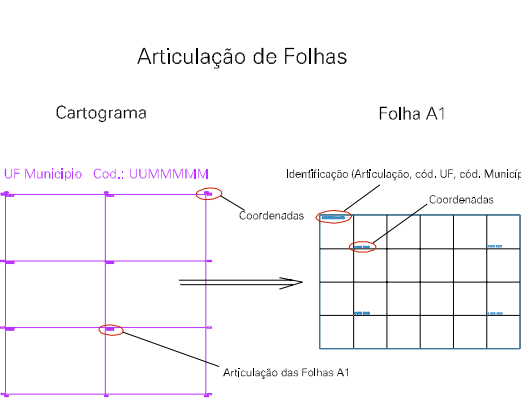 Articulação de Folhas
Cartograma
Folha A1
UF Municipio Cod.: UUMMMMM
Identificação (Articulação, cód. UF, cód. Municíp
Coordenadas
Coordenadas
Articulação das Folhas A1